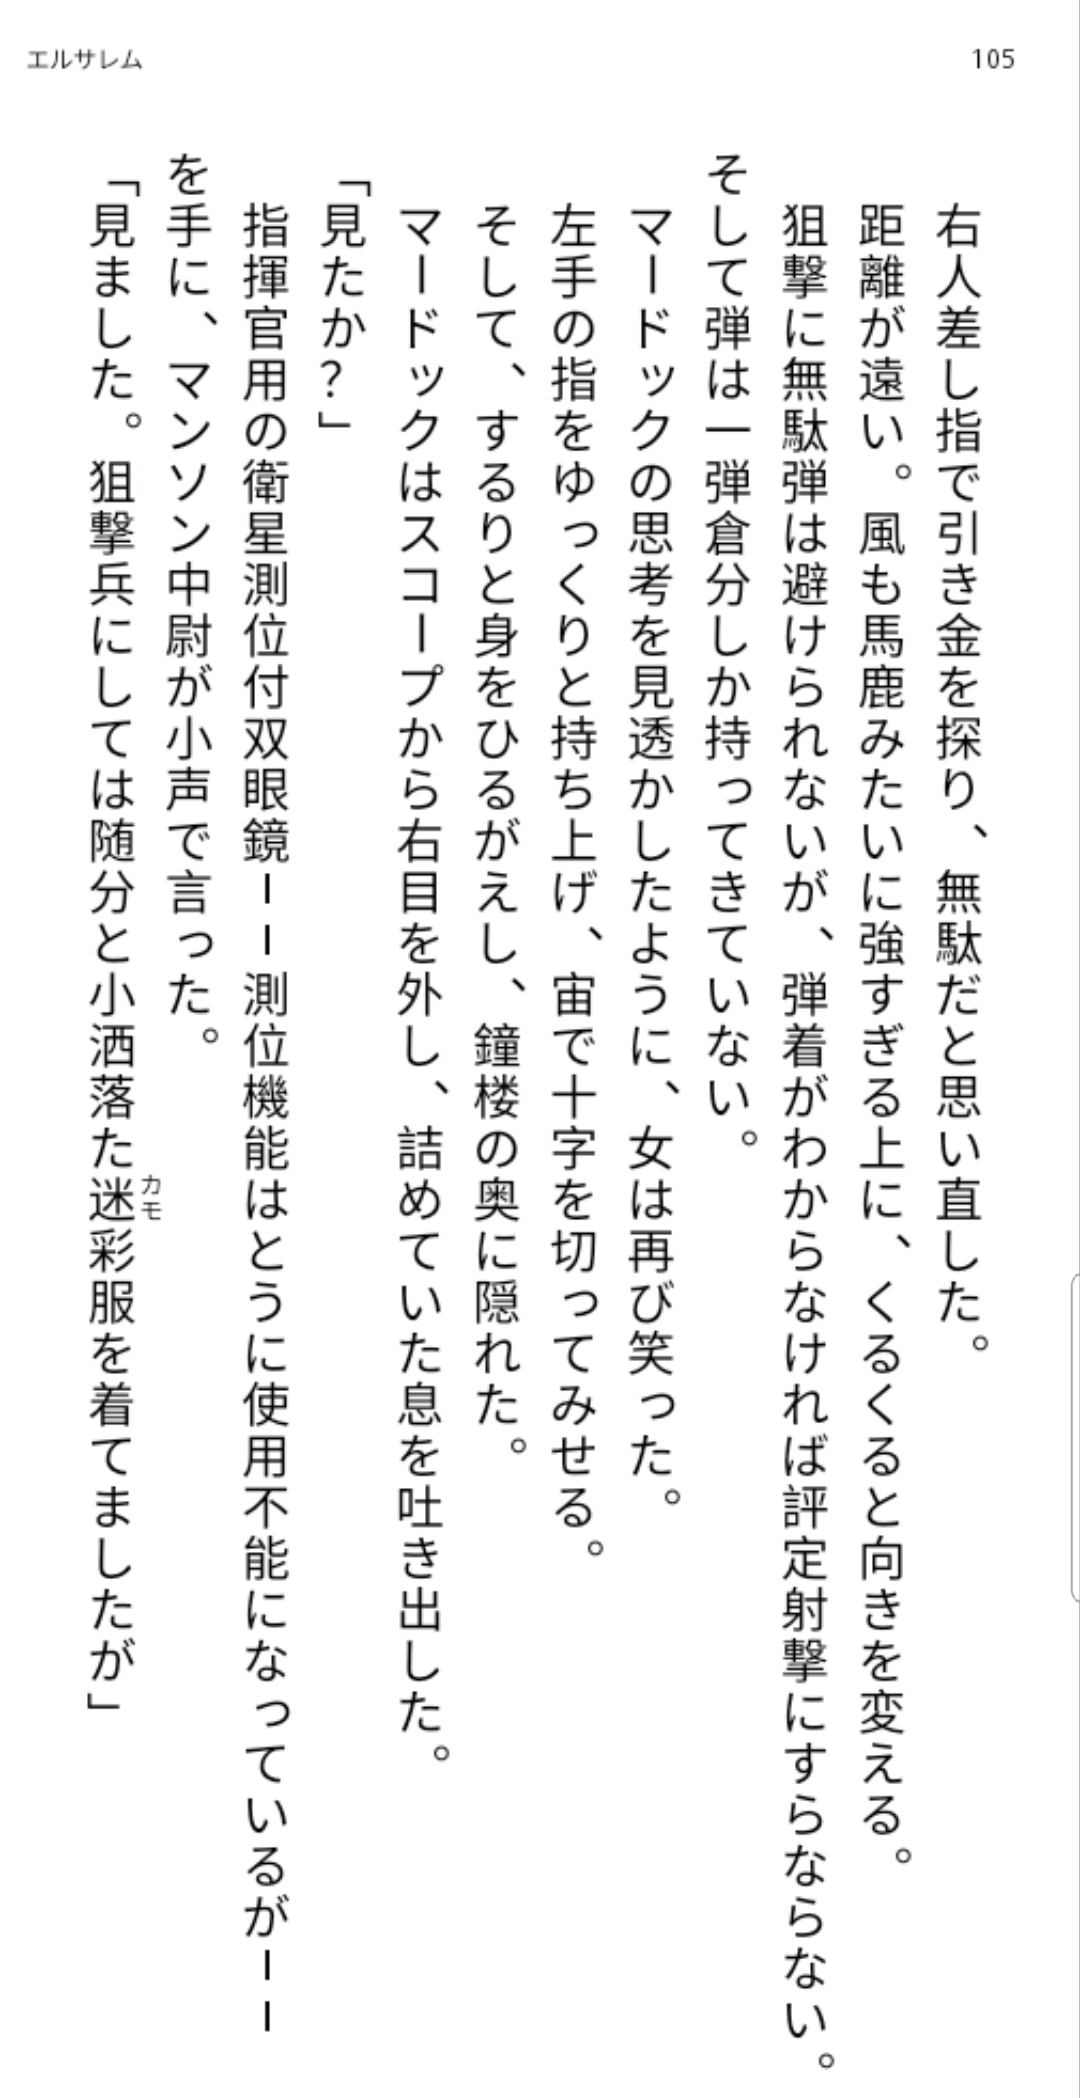 エルサレム
105
右人差し指で引き金を探り、無駄だと思い直した。
距離が遠い。風も馬鹿みたいに強すぎる上に、くるくると向きを変える。
狙撃に無駄弾は避けられないが、弾着がわからなければ評定射撃にすらならない。
そして弾は一弾倉分しか持ってきていない。
マードックの思考を見透かしたように、女は再び笑った。
左手の指をゆっくりと持ち上げ、宙で十字を切ってみせる。
そして、するりと身をひるがえし、鐘楼の奥に隠れた。
マードックはスコープから右目を外し、詰めていた息を吐き出した。
「見たか?」
指揮官用の衛星測位付双眼鏡――測位機能はとうに使用不能になっているが――
を手に、マンソン中尉が小声で言った。
「見ました。狙撃兵にしては随分と小洒落た迷彩服を着てましたが」
カモ